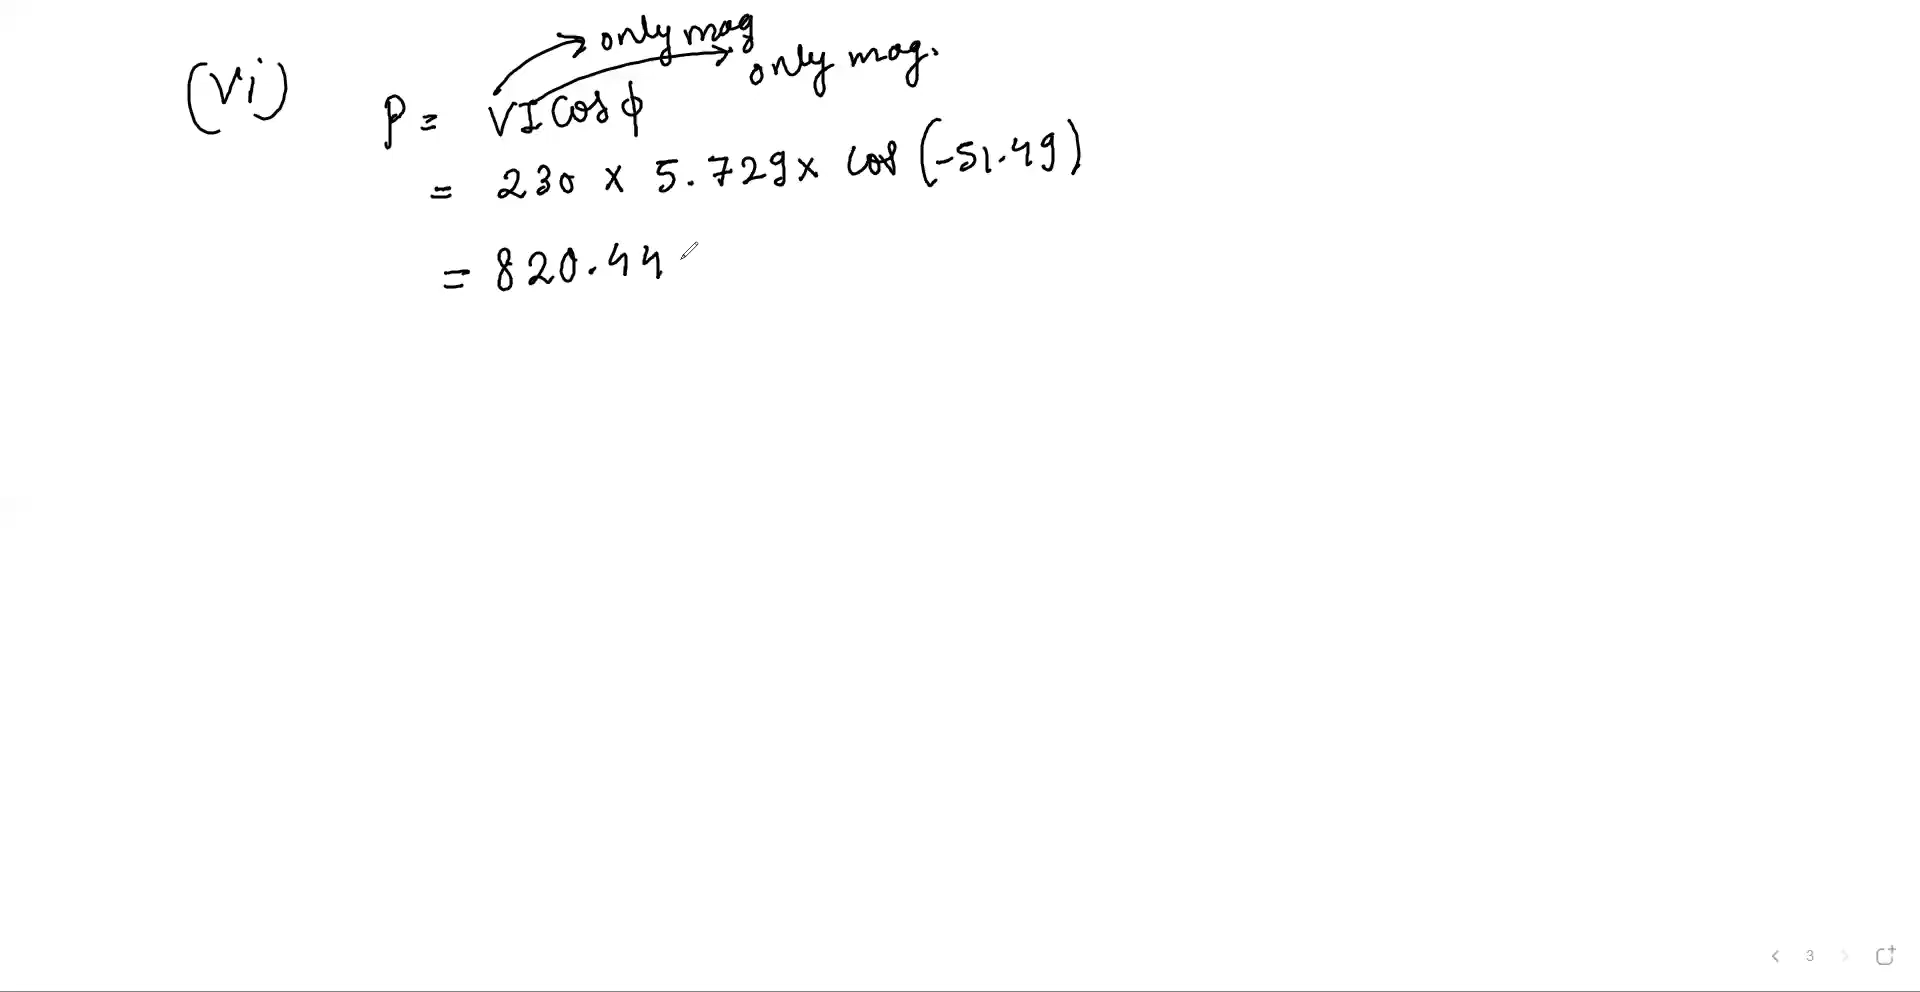 only mag
only mag.
(vi) P = VI Cos ϕ
= 230 x 5.729 x cos (-51.49)
= 820.44
3